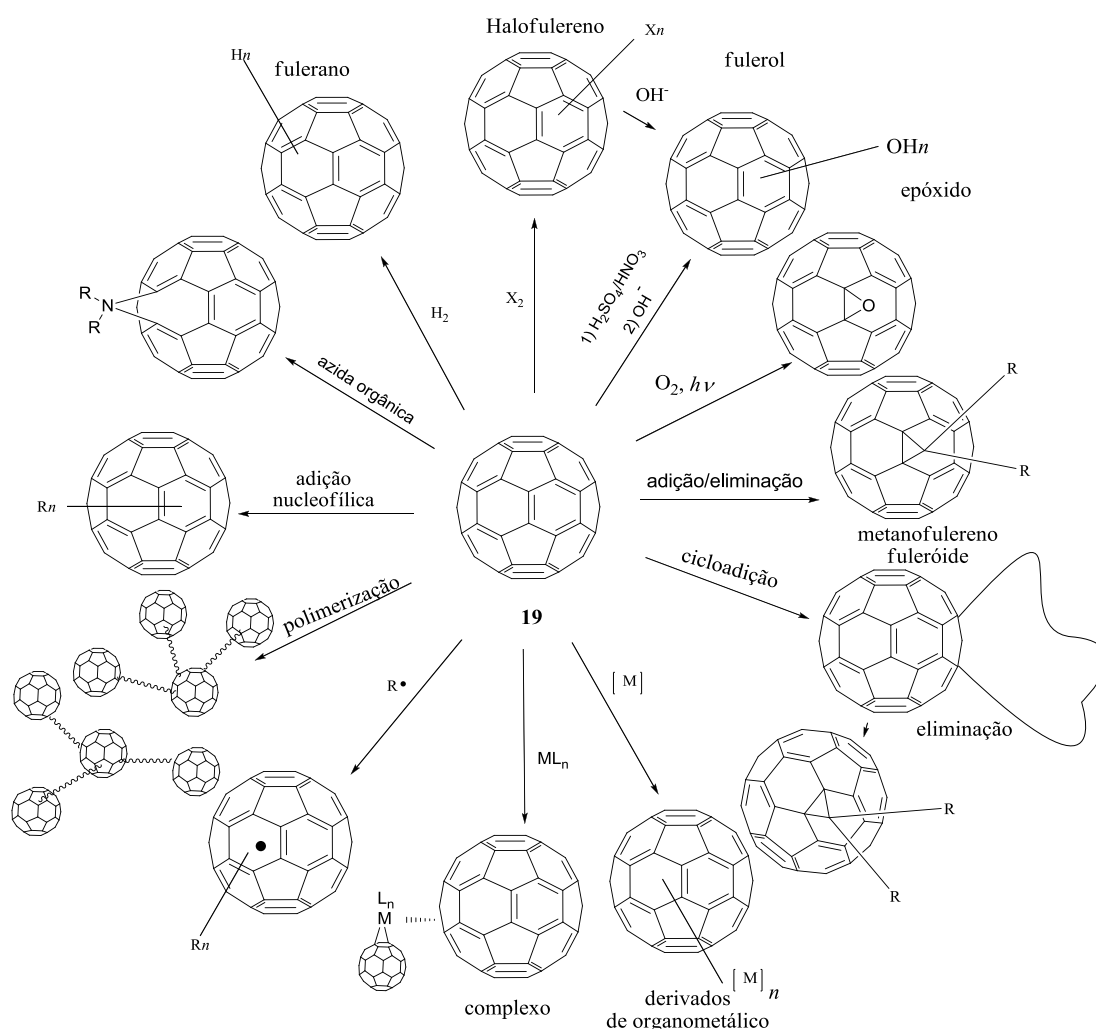 Halofulereno
Xn
Hn
fulerano
fulerol
OH-
OHn
epóxido
R
N
R
H2
X2
1) H2SO4/HNO3
2) OH-
O
azida orgânica
O2, hν
R
adição
nucleofílica
Rn
adição/eliminação
R
metanofulereno
fuleróide
cicloadição
polimerização
19
R•
[M]
eliminação
MLn
R
R
Ln
M
Rn
[M]n
complexo
derivados
de organometálico